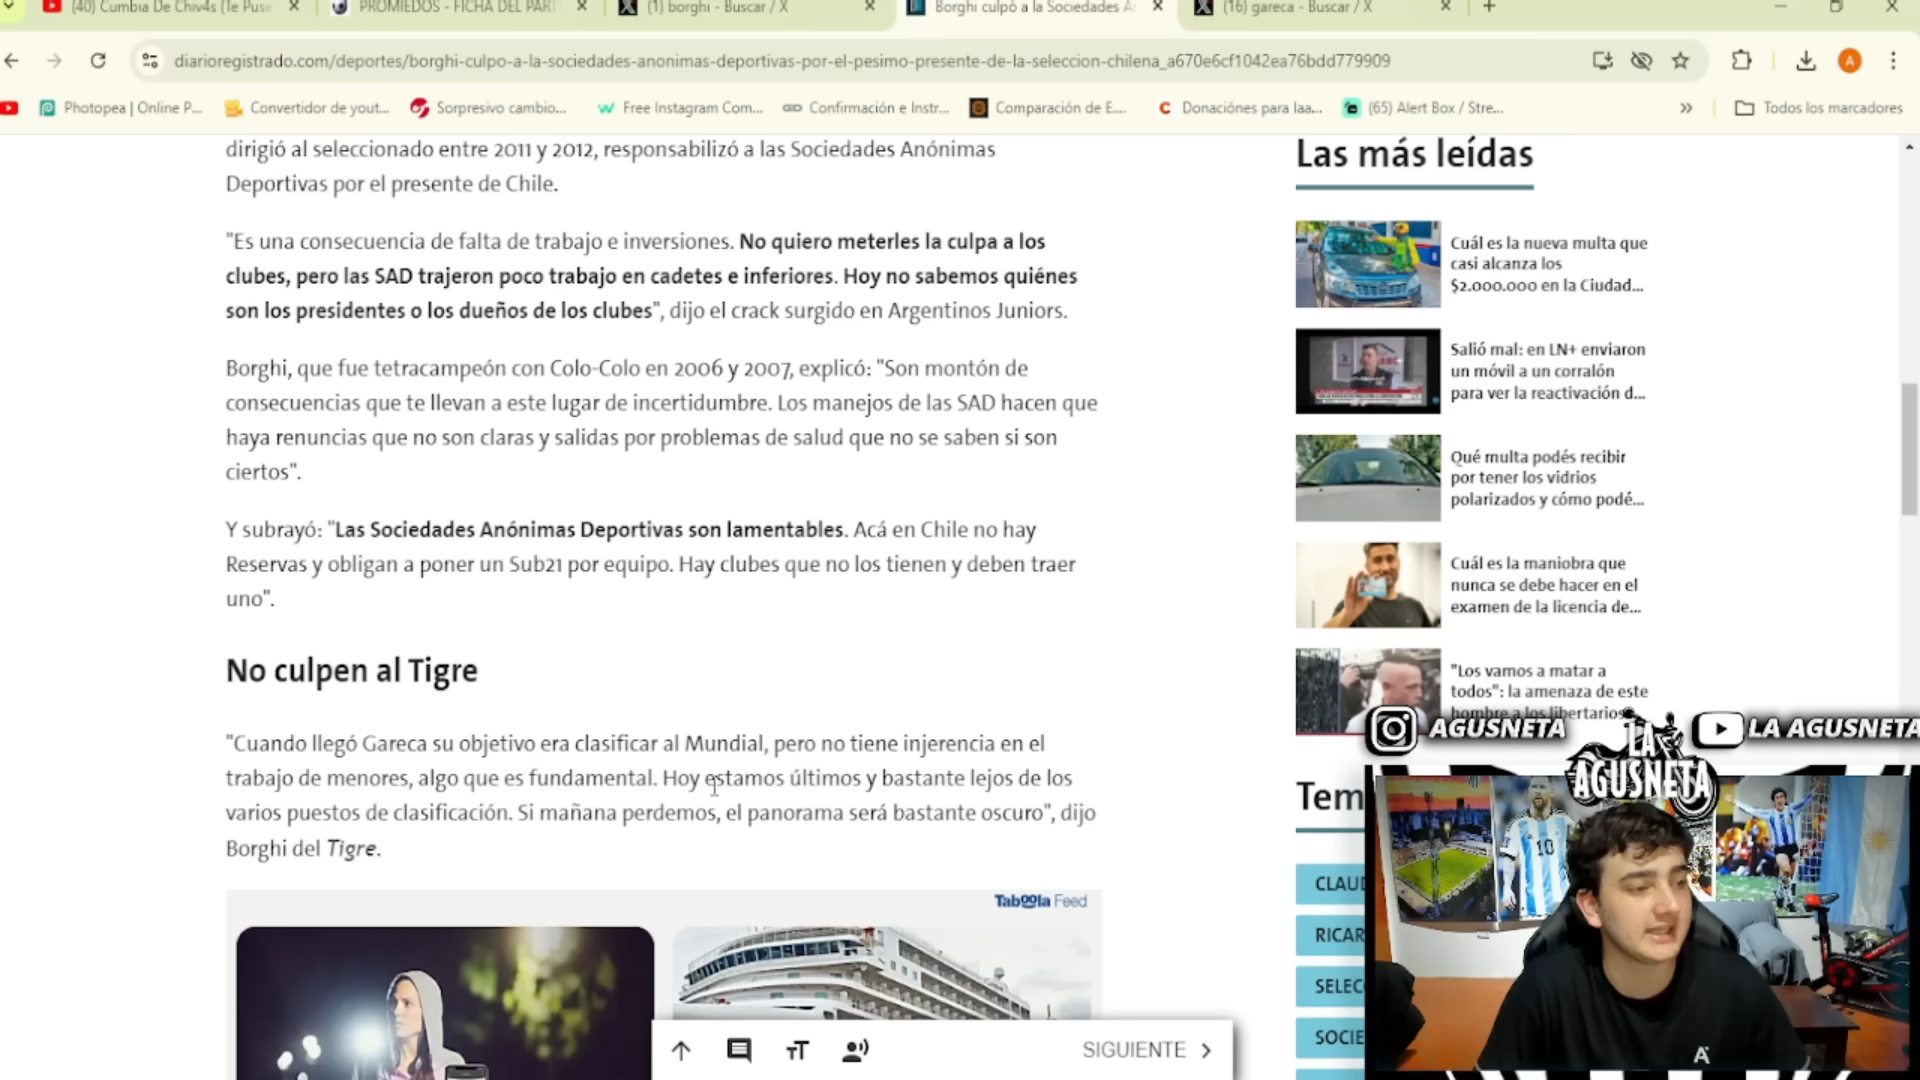 (40) Cumbia De Chiv4s (Te Puse
PROMIEDOS - FICHA DEL PART
(1) borghi - Buscar / X
Borghi culpó a la Sociedades A
(16) gareca - Buscar / X
diarioregistrado.com/deportes/borghi-culpo-a-la-sociedades-anonimas-deportivas-por-el-pesimo-presente-de-la-seleccion-chilena_a670e6cf1042ea76bdd779909
A
Photopea | Online P...
Convertidor de yout...
Sorpresivo cambio...
Free Instagram Com...
Confirmación e Instr...
Comparación de E...
Donaciónes para laa...
(65) Alert Box / Stre...
Todos los marcadores
dirigió al seleccionado entre 2011 y 2012, responsabilizó a las Sociedades Anónimas
Deportivas por el presente de Chile.
"Es una consecuencia de falta de trabajo e inversiones. No quiero meterles la culpa a los
clubes, pero las SAD trajeron poco trabajo en cadetes e inferiores. Hoy no sabemos quiénes
son los presidentes o los dueños de los clubes", dijo el crack surgido en Argentinos Juniors.
Borghi, que fue tetracampeón con Colo-Colo en 2006 y 2007, explicó: "Son montón de
consecuencias que te llevan a este lugar de incertidumbre. Los manejos de las SAD hacen que
haya renuncias que no son claras y salidas por problemas de salud que no se saben si son
ciertos".
Y subrayó: "Las Sociedades Anónimas Deportivas son lamentables. Acá en Chile no hay
Reservas y obligan a poner un Sub21 por equipo. Hay clubes que no los tienen y deben traer
uno".
No culpen al Tigre
"Cuando llegó Gareca su objetivo era clasificar al Mundial, pero no tiene injerencia en el
trabajo de menores, algo que es fundamental. Hoy estamos últimos y bastante lejos de los
varios puestos de clasificación. Si mañana perdemos, el panorama será bastante oscuro", dijo
Borghi del Tigre.
Taboola Feed
SIGUIENTE
Las más leídas
Cuál es la nueva multa que
casi alcanza los
$2.000.000 en la Ciudad...
Salió mal: en LN+ enviaron
un móvil a un corralón
para ver la reactivación d...
Qué multa podés recibir
por tener los vidrios
polarizados y cómo podé...
Cuál es la maniobra que
nunca se debe hacer en el
examen de la licencia de...
"Los vamos a matar a
todos": la amenaza de este
hombre a los libertarios
AGUSNETA
LA AGUSNETA
LA
AGUSNETA
Tem
CLAUD
RICAR
SELEC
SOCIE
10